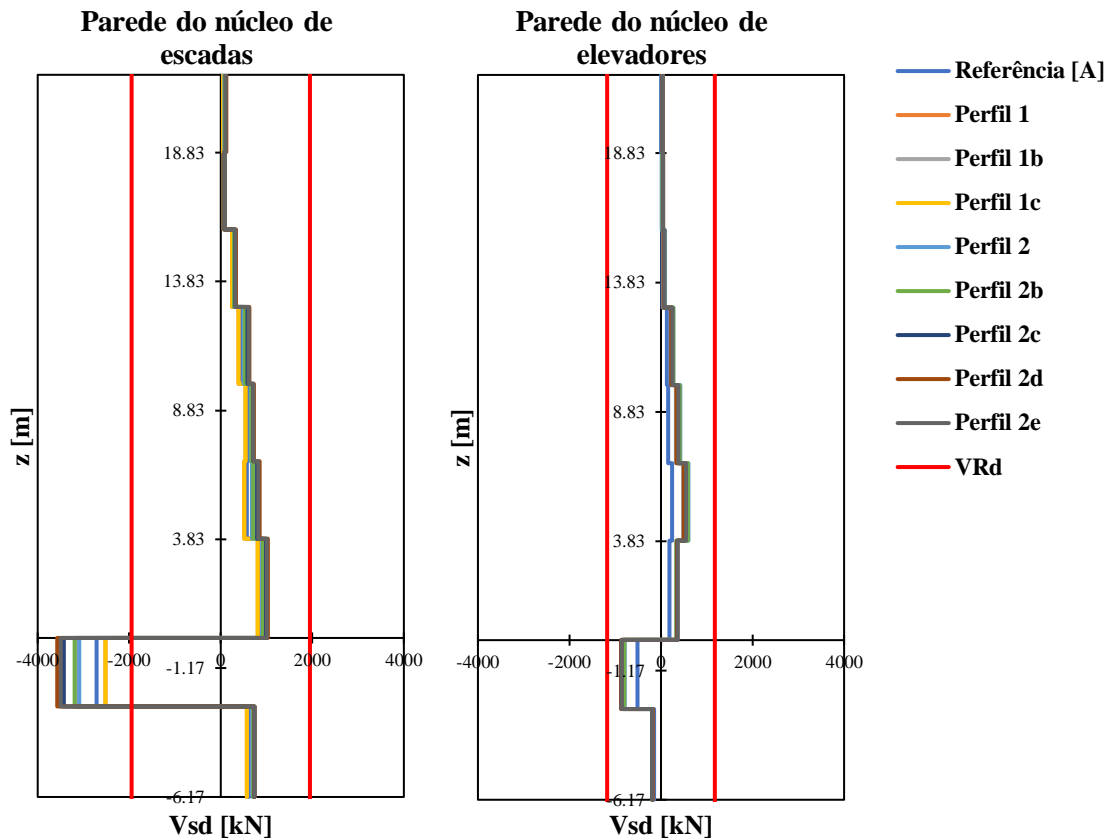 Parede do núcleo de
escadas
18.83
13.83
8.83
3.83
-1.17
-6.17
-4000
-2000
0
2000
4000
z [m]
Vsd [kN]
Parede do núcleo de
elevadores
18.83
13.83
8.83
3.83
-1.17
-6.17
-4000
-2000
0
2000
4000
z [m]
Vsd [kN]
Referência [A]
Perfil 1
Perfil 1b
Perfil 1c
Perfil 2
Perfil 2b
Perfil 2c
Perfil 2d
Perfil 2e
VRd